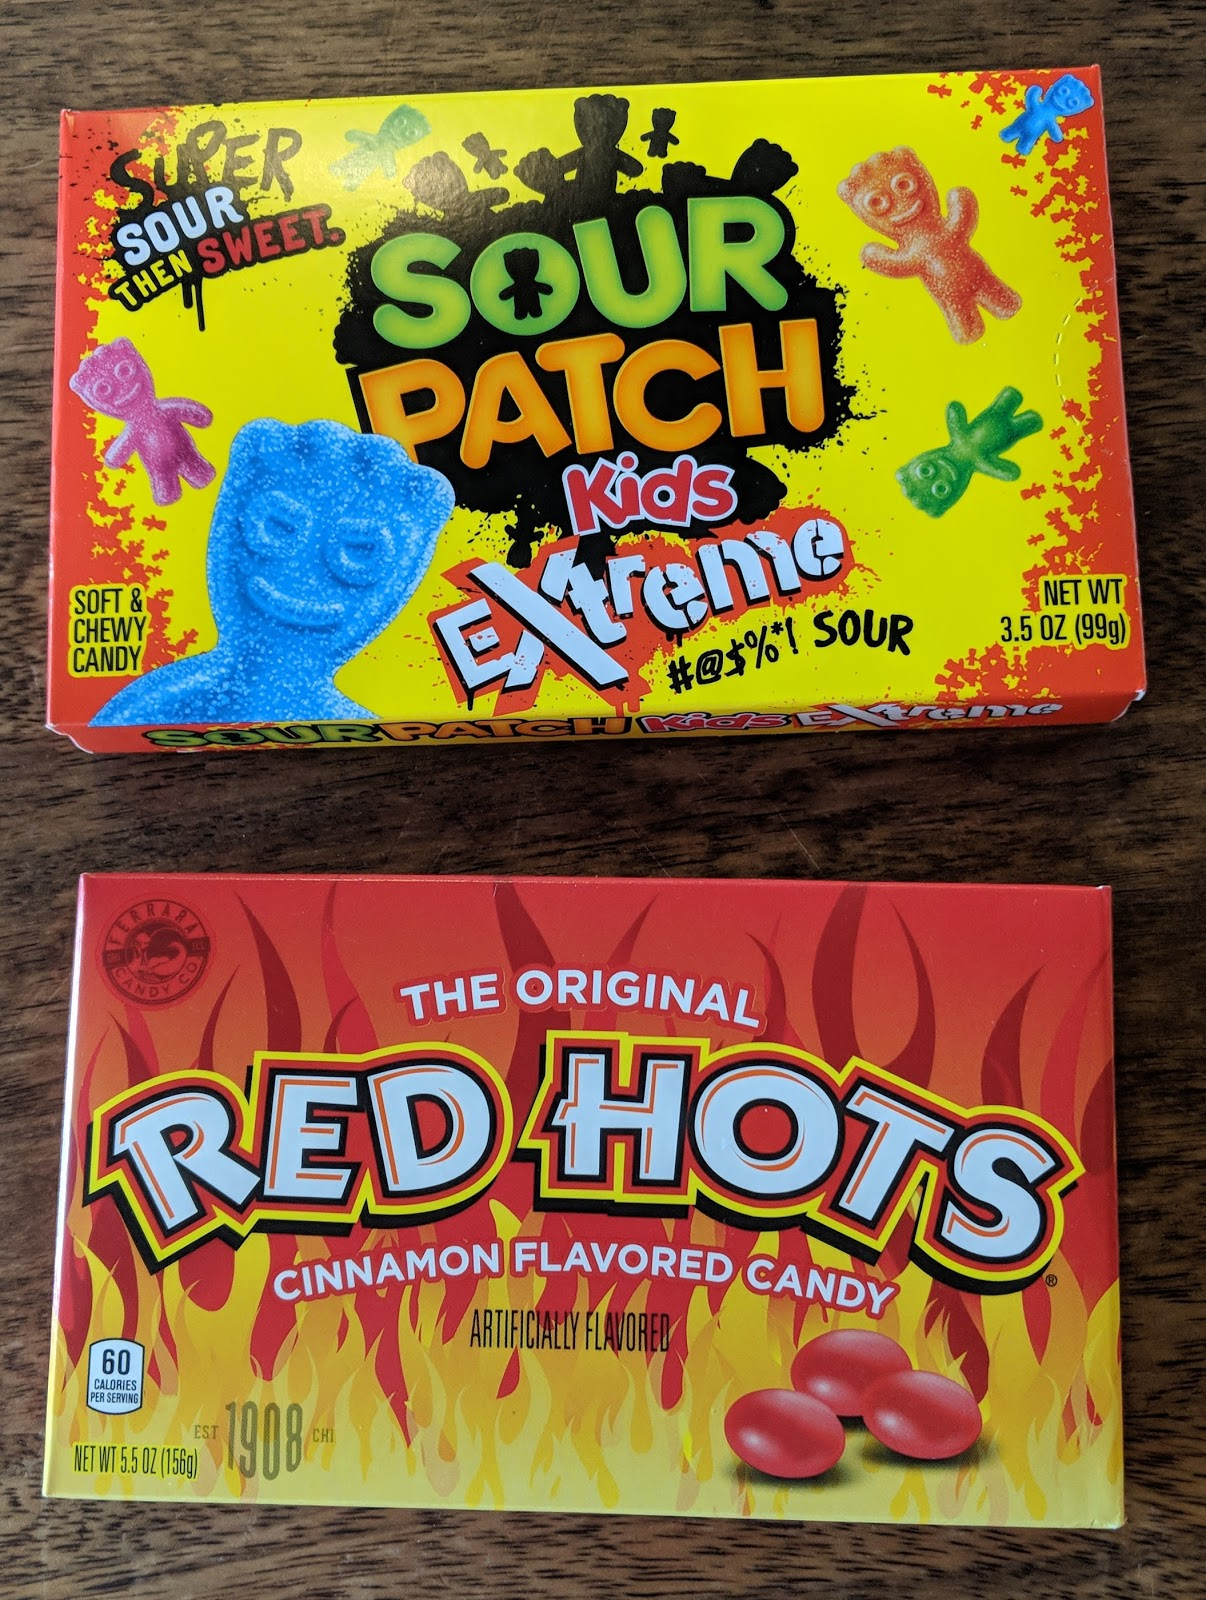 SUPER
SOUR
THEN SWEET.
SOUR
PATCH
Kids
Extreme
#@$%*! SOUR
SOFT &
CHEWY
CANDY
NET WT
3.5 OZ (99g)
SOUR PATCH Kids Extreme
FERRARA
CANDY CO
THE ORIGINAL
RED HOTS®
CINNAMON FLAVORED CANDY
ARTIFICIALLY FLAVORED
60
CALORIES
PER SERVING
EST 1908 CHI
NET WT 5.5 OZ (156g)